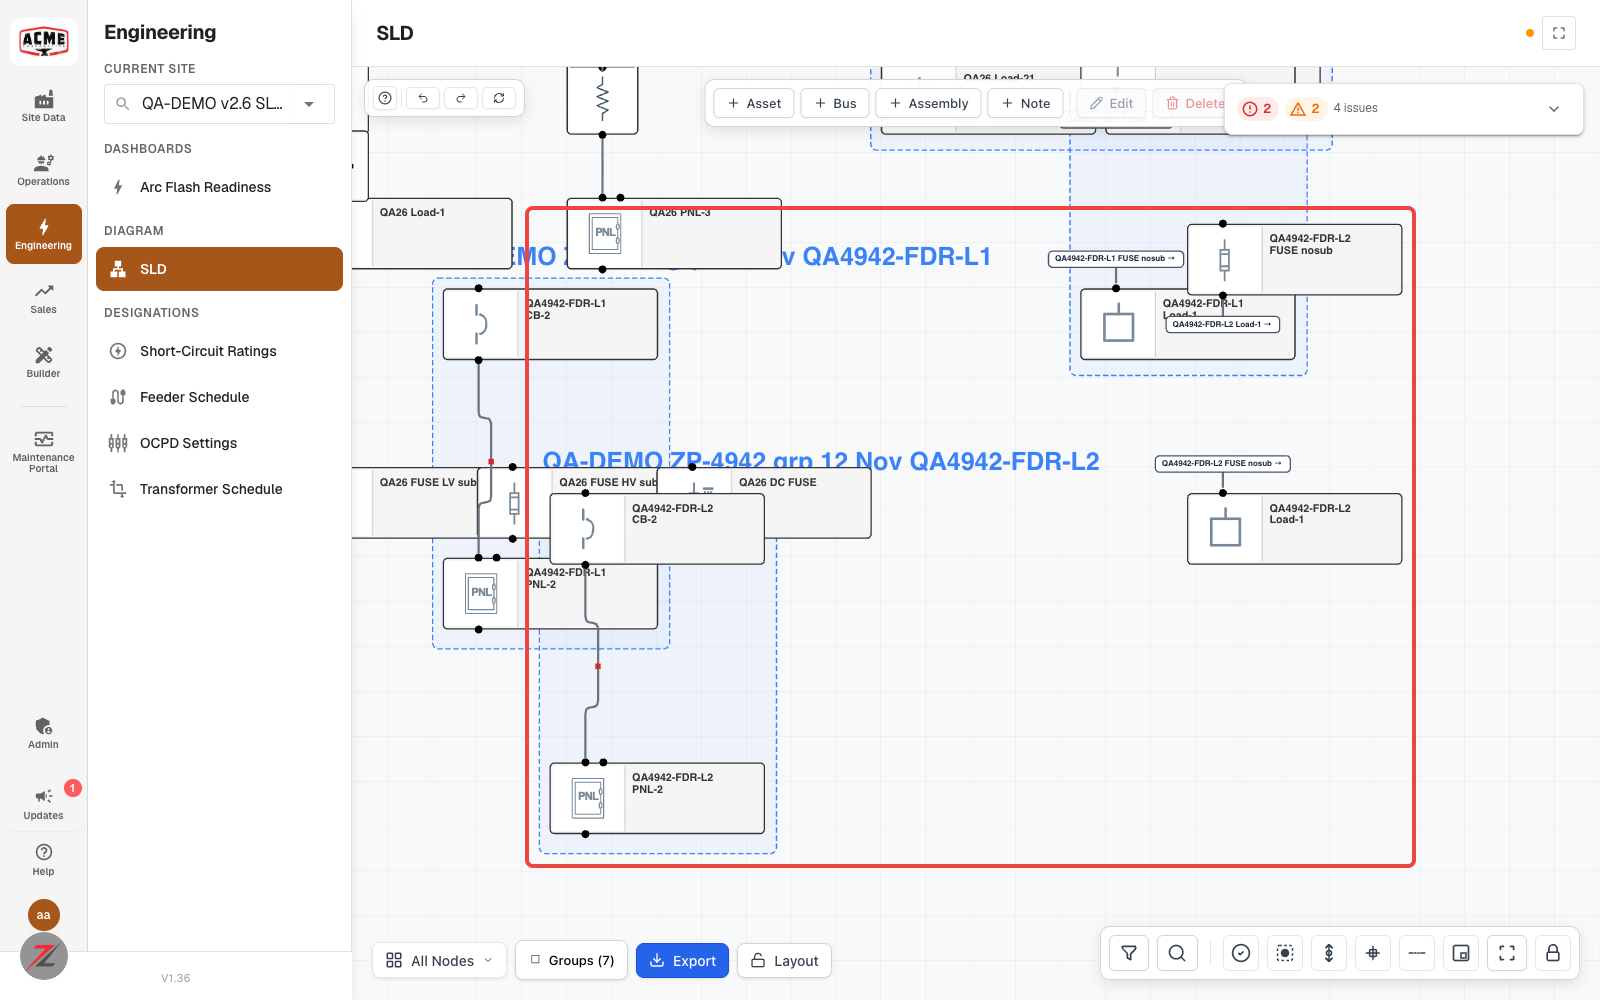 ACME
Site Data
Operations
Engineering
Sales
Builder
Maintenance
Portal
Admin
1
Updates
Help
aa
Engineering
CURRENT SITE
QA-DEMO v2.6 SL...
DASHBOARDS
Arc Flash Readiness
DIAGRAM
SLD
DESIGNATIONS
Short-Circuit Ratings
Feeder Schedule
OCPD Settings
Transformer Schedule
V1.36
SLD
+ Asset
+ Bus
+ Assembly
+ Note
Edit
Delete
2
2
4 issues
QA26 Load-21
QA26 Load-1
QA26 PNL-3
PNL
v QA4942-FDR-L1
QA4942-FDR-L1 FUSE nosub →
QA4942-FDR-L2
FUSE nosub
QA4942-FDR-L1
CB-2
QA4942-FDR-L1
Load-1
QA4942-FDR-L2 Load-1 →
QA-DEMO ZP-4942 grp 12 Nov QA4942-FDR-L2
QA4942-FDR-L2 FUSE nosub →
QA26 FUSE LV sub
QA26 FUSE HV sub
QA26 DC FUSE
QA4942-FDR-L2
CB-2
QA4942-FDR-L2
Load-1
PNL
QA4942-FDR-L1
PNL-2
PNL
QA4942-FDR-L2
PNL-2
All Nodes
Groups (7)
Export
Layout